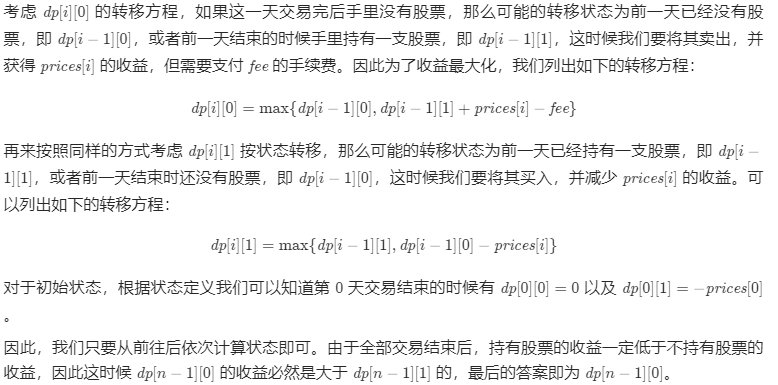 考虑 dp[i][0] 的转移方程，如果这一天交易完后手里没有股票，那么可能的转移状态为前一天已经没有股
票，即 dp[i − 1][0]，或者前一天结束的时候手里持有一支股票，即 dp[i − 1][1]，这时候我们要将其卖出，并
获得 prices[i] 的收益，但需要支付 fee 的手续费。因此为了收益最大化，我们列出如下的转移方程：
dp[i][0] = max{dp[i − 1][0], dp[i − 1][1] + prices[i] − fee}
再来按照同样的方式考虑 dp[i][1] 按状态转移，那么可能的转移状态为前一天已经持有一支股票，即 dp[i −
1][1]，或者前一天结束时还没有股票，即 dp[i − 1][0]，这时候我们要将其买入，并减少 prices[i] 的收益。可
以列出如下的转移方程：
dp[i][1] = max{dp[i − 1][1], dp[i − 1][0] − prices[i]}
对于初始状态，根据状态定义我们可以知道第 0 天交易结束的时候有 dp[0][0] = 0 以及 dp[0][1] = −prices[0]
。
因此，我们只要从前往后依次计算状态即可。由于全部交易结束后，持有股票的收益一定低于不持有股票的
收益，因此这时候 dp[n − 1][0] 的收益必然是大于 dp[n − 1][1] 的，最后的答案即为 dp[n − 1][0]。